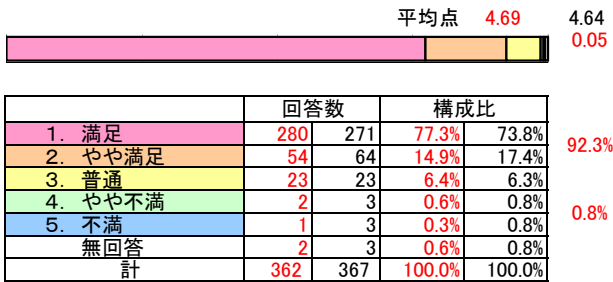 平均点 4.69 4.64
0.05
回答数 構成比
1. 満足 280 271 77.3% 73.8%
92.3%
2. やや満足 54 64 14.9% 17.4%
3. 普通 23 23 6.4% 6.3%
4. やや不満 2 3 0.6% 0.8%
0.8%
5. 不満 1 3 0.3% 0.8%
無回答 2 3 0.6% 0.8%
計 362 367 100.0% 100.0%